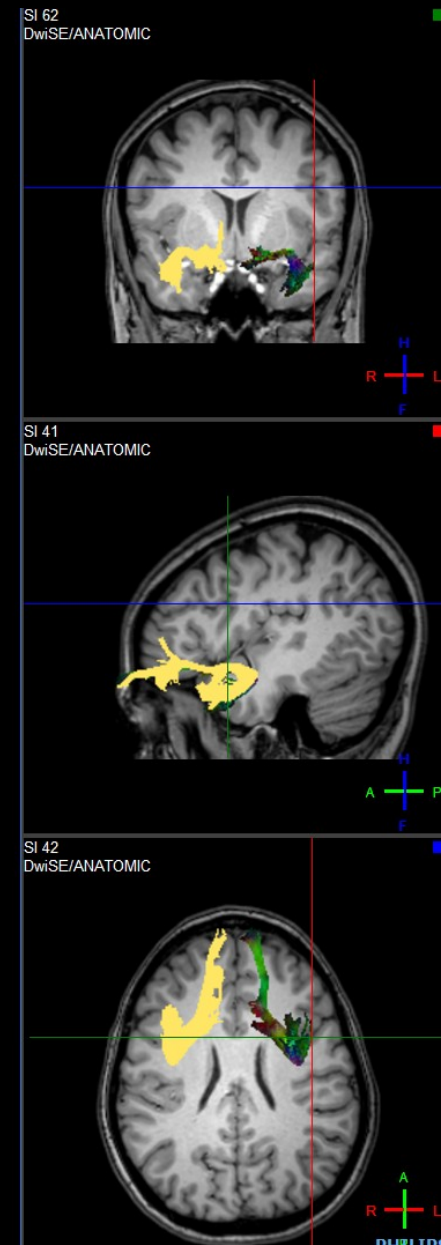 SI 62
DwiSE/ANATOMIC
H
R L
F
SI 41
DwiSE/ANATOMIC
H
A P
F
SI 42
DwiSE/ANATOMIC
A
R L